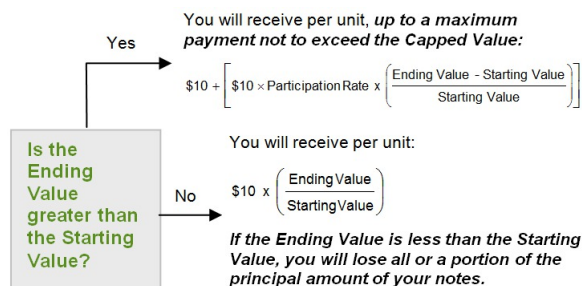 You will receive per unit, up to a maximum
payment not to exceed the Capped Value:
Yes
$10 + [ $10 × Participation Rate x ( Ending Value - Starting Value / Starting Value ) ]
Is the
Ending
Value
greater than
the Starting
Value?
No
You will receive per unit:
$10 x ( Ending Value / Starting Value )
If the Ending Value is less than the Starting
Value, you will lose all or a portion of the
principal amount of your notes.